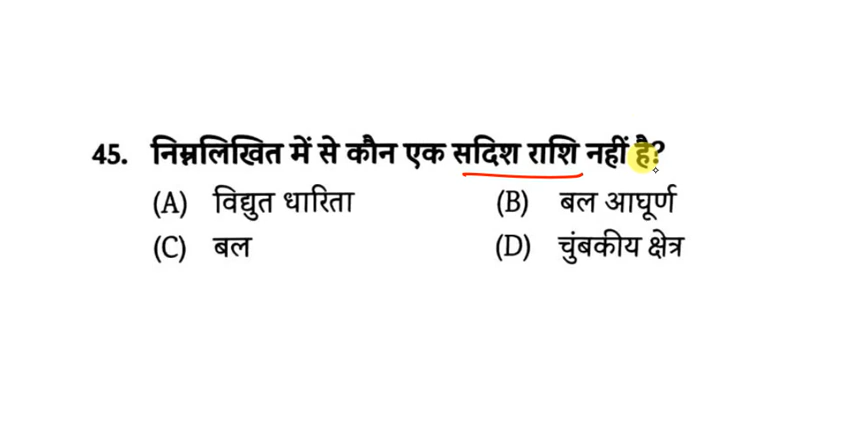 45. निम्नलिखित में से कौन एक सदिश राशि नहीं है?
(A) विद्युत धारिता (B) बल आघूर्ण
(C) बल (D) चुंबकीय क्षेत्र